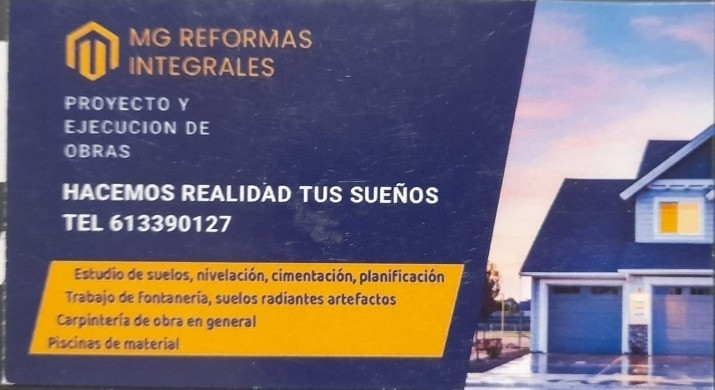 MG REFORMAS
INTEGRALES
PROYECTO Y
EJECUCION DE
OBRAS
HACEMOS REALIDAD TUS SUEÑOS
TEL 613390127
Estudio de suelos, nivelación, cimentación, planificación
Trabajo de fontanería, suelos radiantes artefactos
Carpintería de obra en general
Piscinas de material